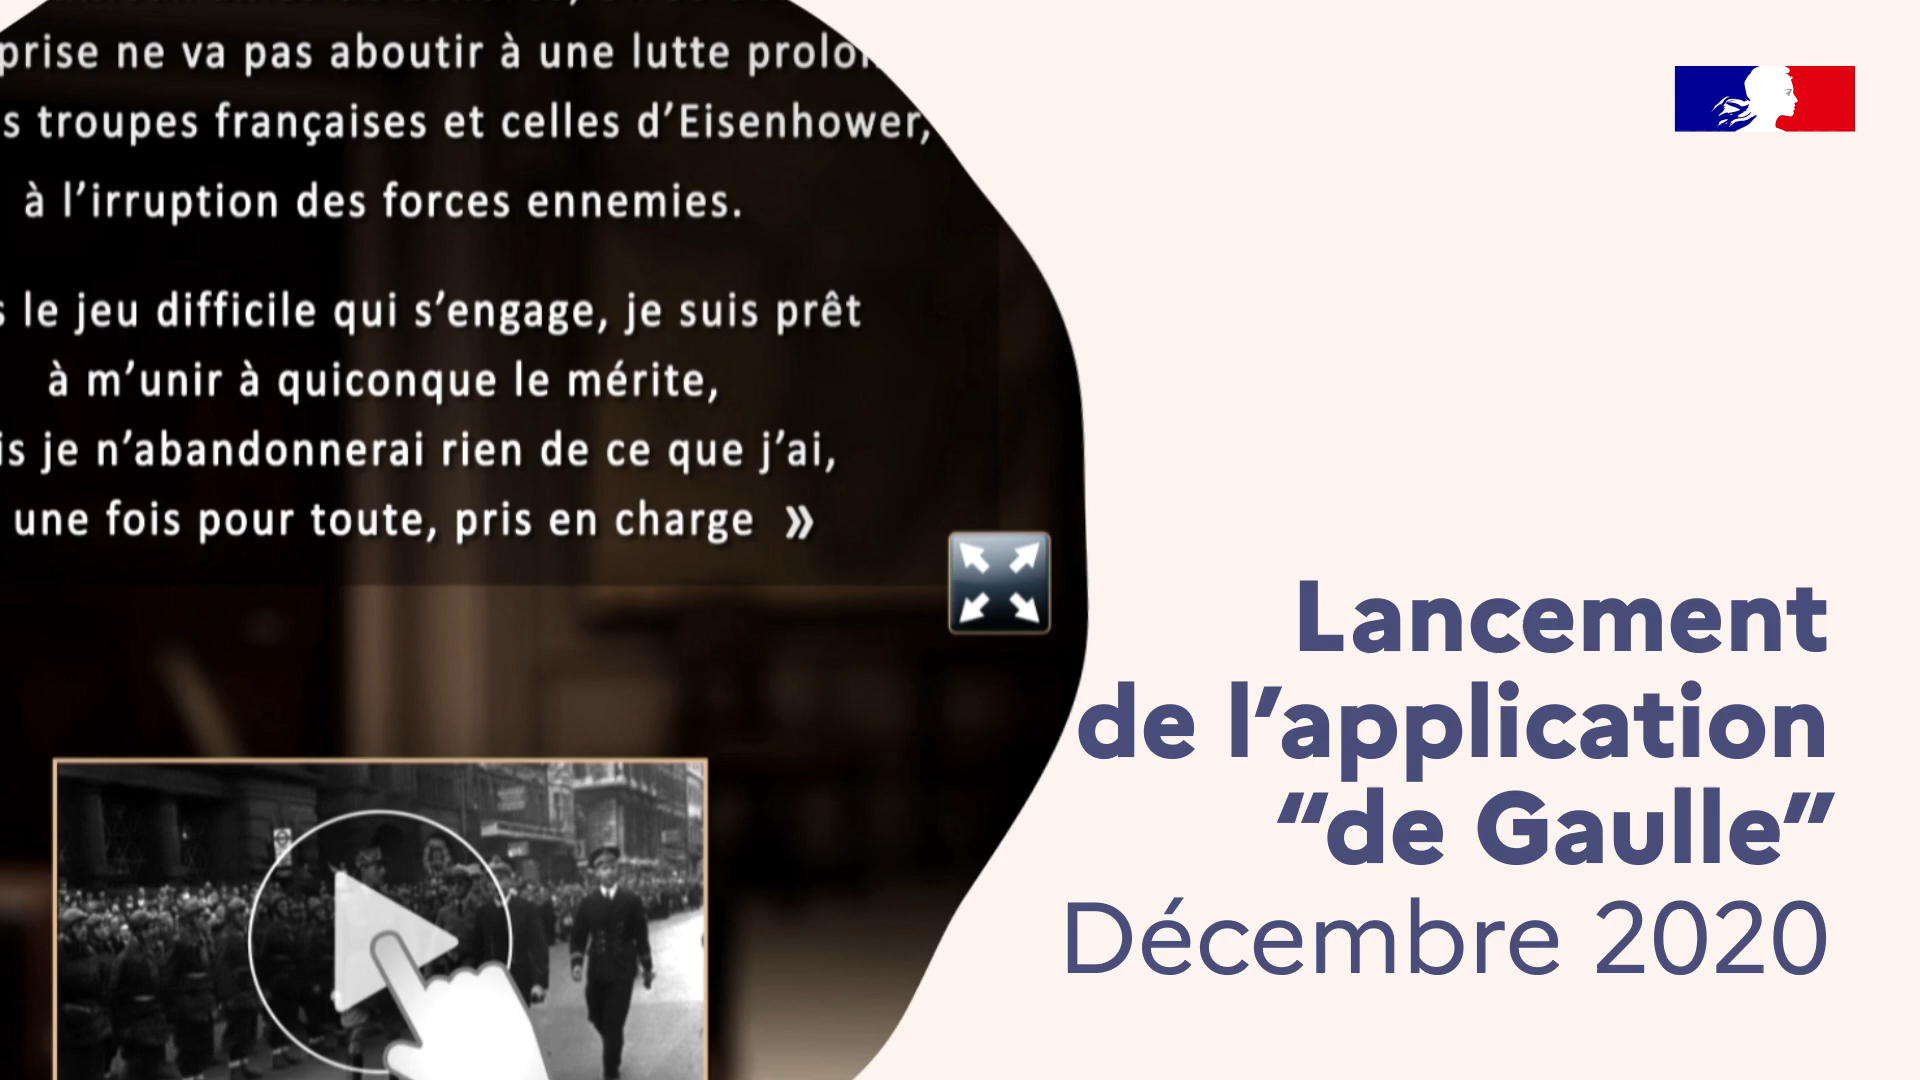 prise ne va pas aboutir à une lutte
s troupes françaises et celles d’Eisenhower,
à l’irruption des forces ennemies.
s le jeu difficile qui s’engage, je suis prêt
à m’unir à quiconque le mérite,
is je n’abandonnerai rien de ce que j’ai,
une fois pour toute, pris en charge »
Lancement
de l’application
“de Gaulle”
Décembre 2020